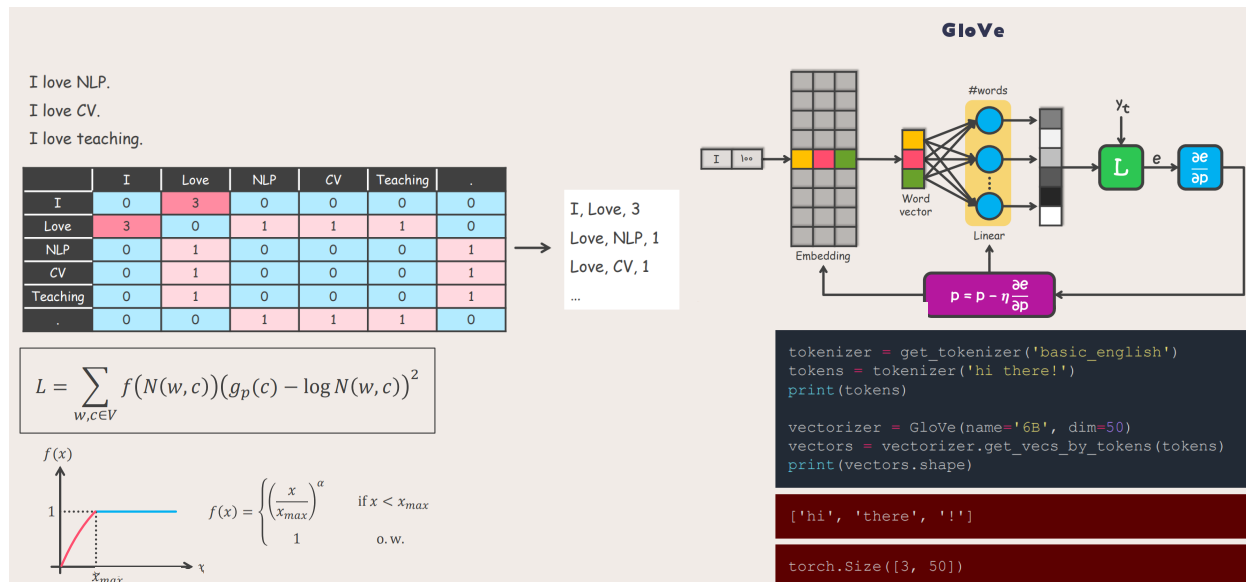 GloVe
I love NLP.
I love CV.
I love teaching.
I Love NLP CV Teaching .
I 0 3 0 0 0 0
Love 3 0 1 1 1 0
NLP 0 1 0 0 0 1
CV 0 1 0 0 0 1
Teaching 0 1 0 0 0 1
. 0 0 1 1 1 0
I, Love, 3
Love, NLP, 1
Love, CV, 1
...
L = ∑_{w,c∈V} f(N(w, c))(g_p(c) − log N(w, c))²
f(x)
1
x_max
x
f(x) = { (x/x_max)^α if x < x_max
1 o.w.
#words
I 100
Embedding
Word
vector
Linear
y_t
L
e
∂e/∂p
p = p − η ∂e/∂p
tokenizer = get_tokenizer('basic_english')
tokens = tokenizer('hi there!')
print(tokens)
vectorizer = GloVe(name='6B', dim=50)
vectors = vectorizer.get_vecs_by_tokens(tokens)
print(vectors.shape)
['hi', 'there', '!']
torch.Size([3, 50])